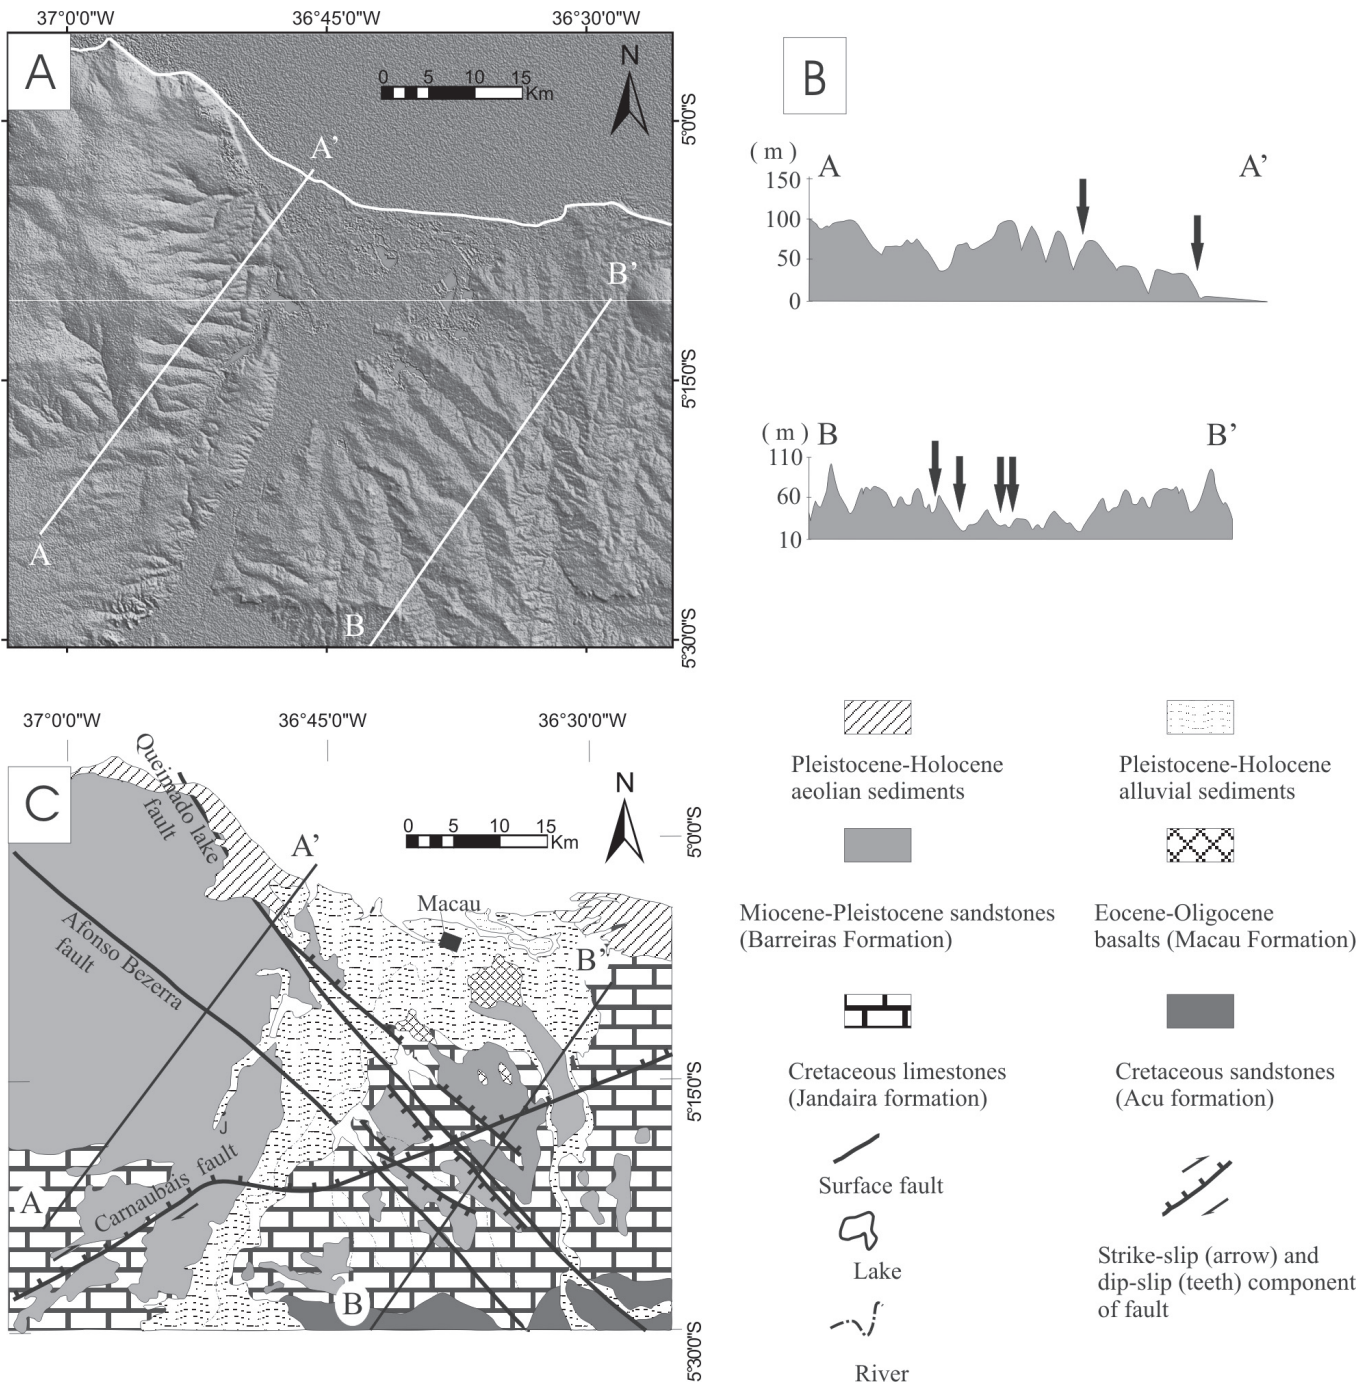 37°0'0"W 36°45'0"W 36°30'0"W
A
0 5 10 15
Km
N
5°0'0"S
A'
B'
5°15'0"S
A
B
5°30'0"S
B
( m ) A A'
150
100
50
0
( m ) B B'
110
60
10
37°0'0"W 36°45'0"W 36°30'0"W
C
Queimado lake
fault
N
0 5 10 15
Km
5°0'0"S
A'
Macau
Afonso Bezerra
fault
B'
5°15'0"S
Carnaubais fault
A
B
5°30'0"S
Pleistocene-Holocene
aeolian sediments
Pleistocene-Holocene
alluvial sediments
Miocene-Pleistocene sandstones
(Barreiras Formation)
Eocene-Oligocene
basalts (Macau Formation)
Cretaceous limestones
(Jandaira formation)
Cretaceous sandstones
(Acu formation)
Surface fault
Lake
River
Strike-slip (arrow) and
dip-slip (teeth) component
of fault